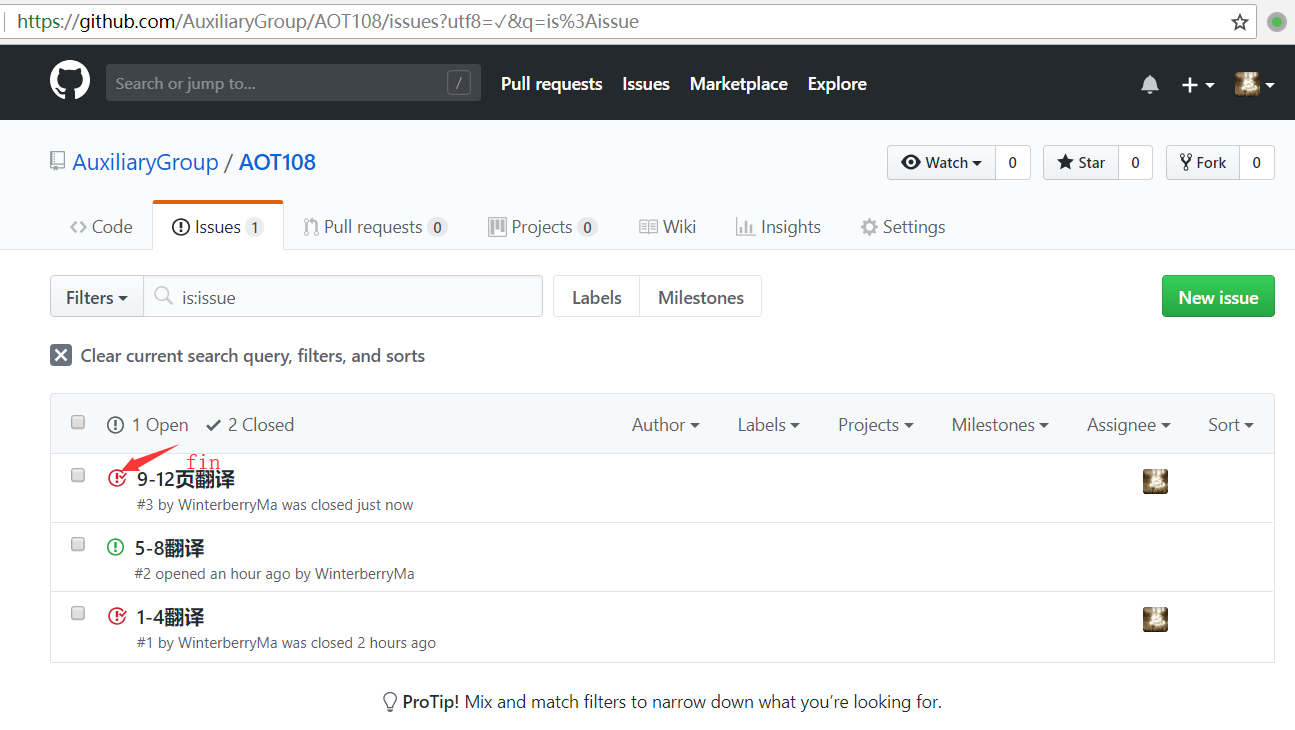 https://github.com/AuxiliaryGroup/AOT108/issues?utf8=✓&q=is%3Aissue
Search or jump to... / Pull requests Issues Marketplace Explore
AuxiliaryGroup / AOT108 Watch 0 Star 0 Fork 0
Code Issues 1 Pull requests 0 Projects 0 Wiki Insights Settings
Filters is:issue Labels Milestones New issue
Clear current search query, filters, and sorts
1 Open 2 Closed Author Labels Projects Milestones Assignee Sort
fin
9-12页翻译
#3 by WinterberryMa was closed just now
5-8翻译
#2 opened an hour ago by WinterberryMa
1-4翻译
#1 by WinterberryMa was closed 2 hours ago
ProTip! Mix and match filters to narrow down what you’re looking for.